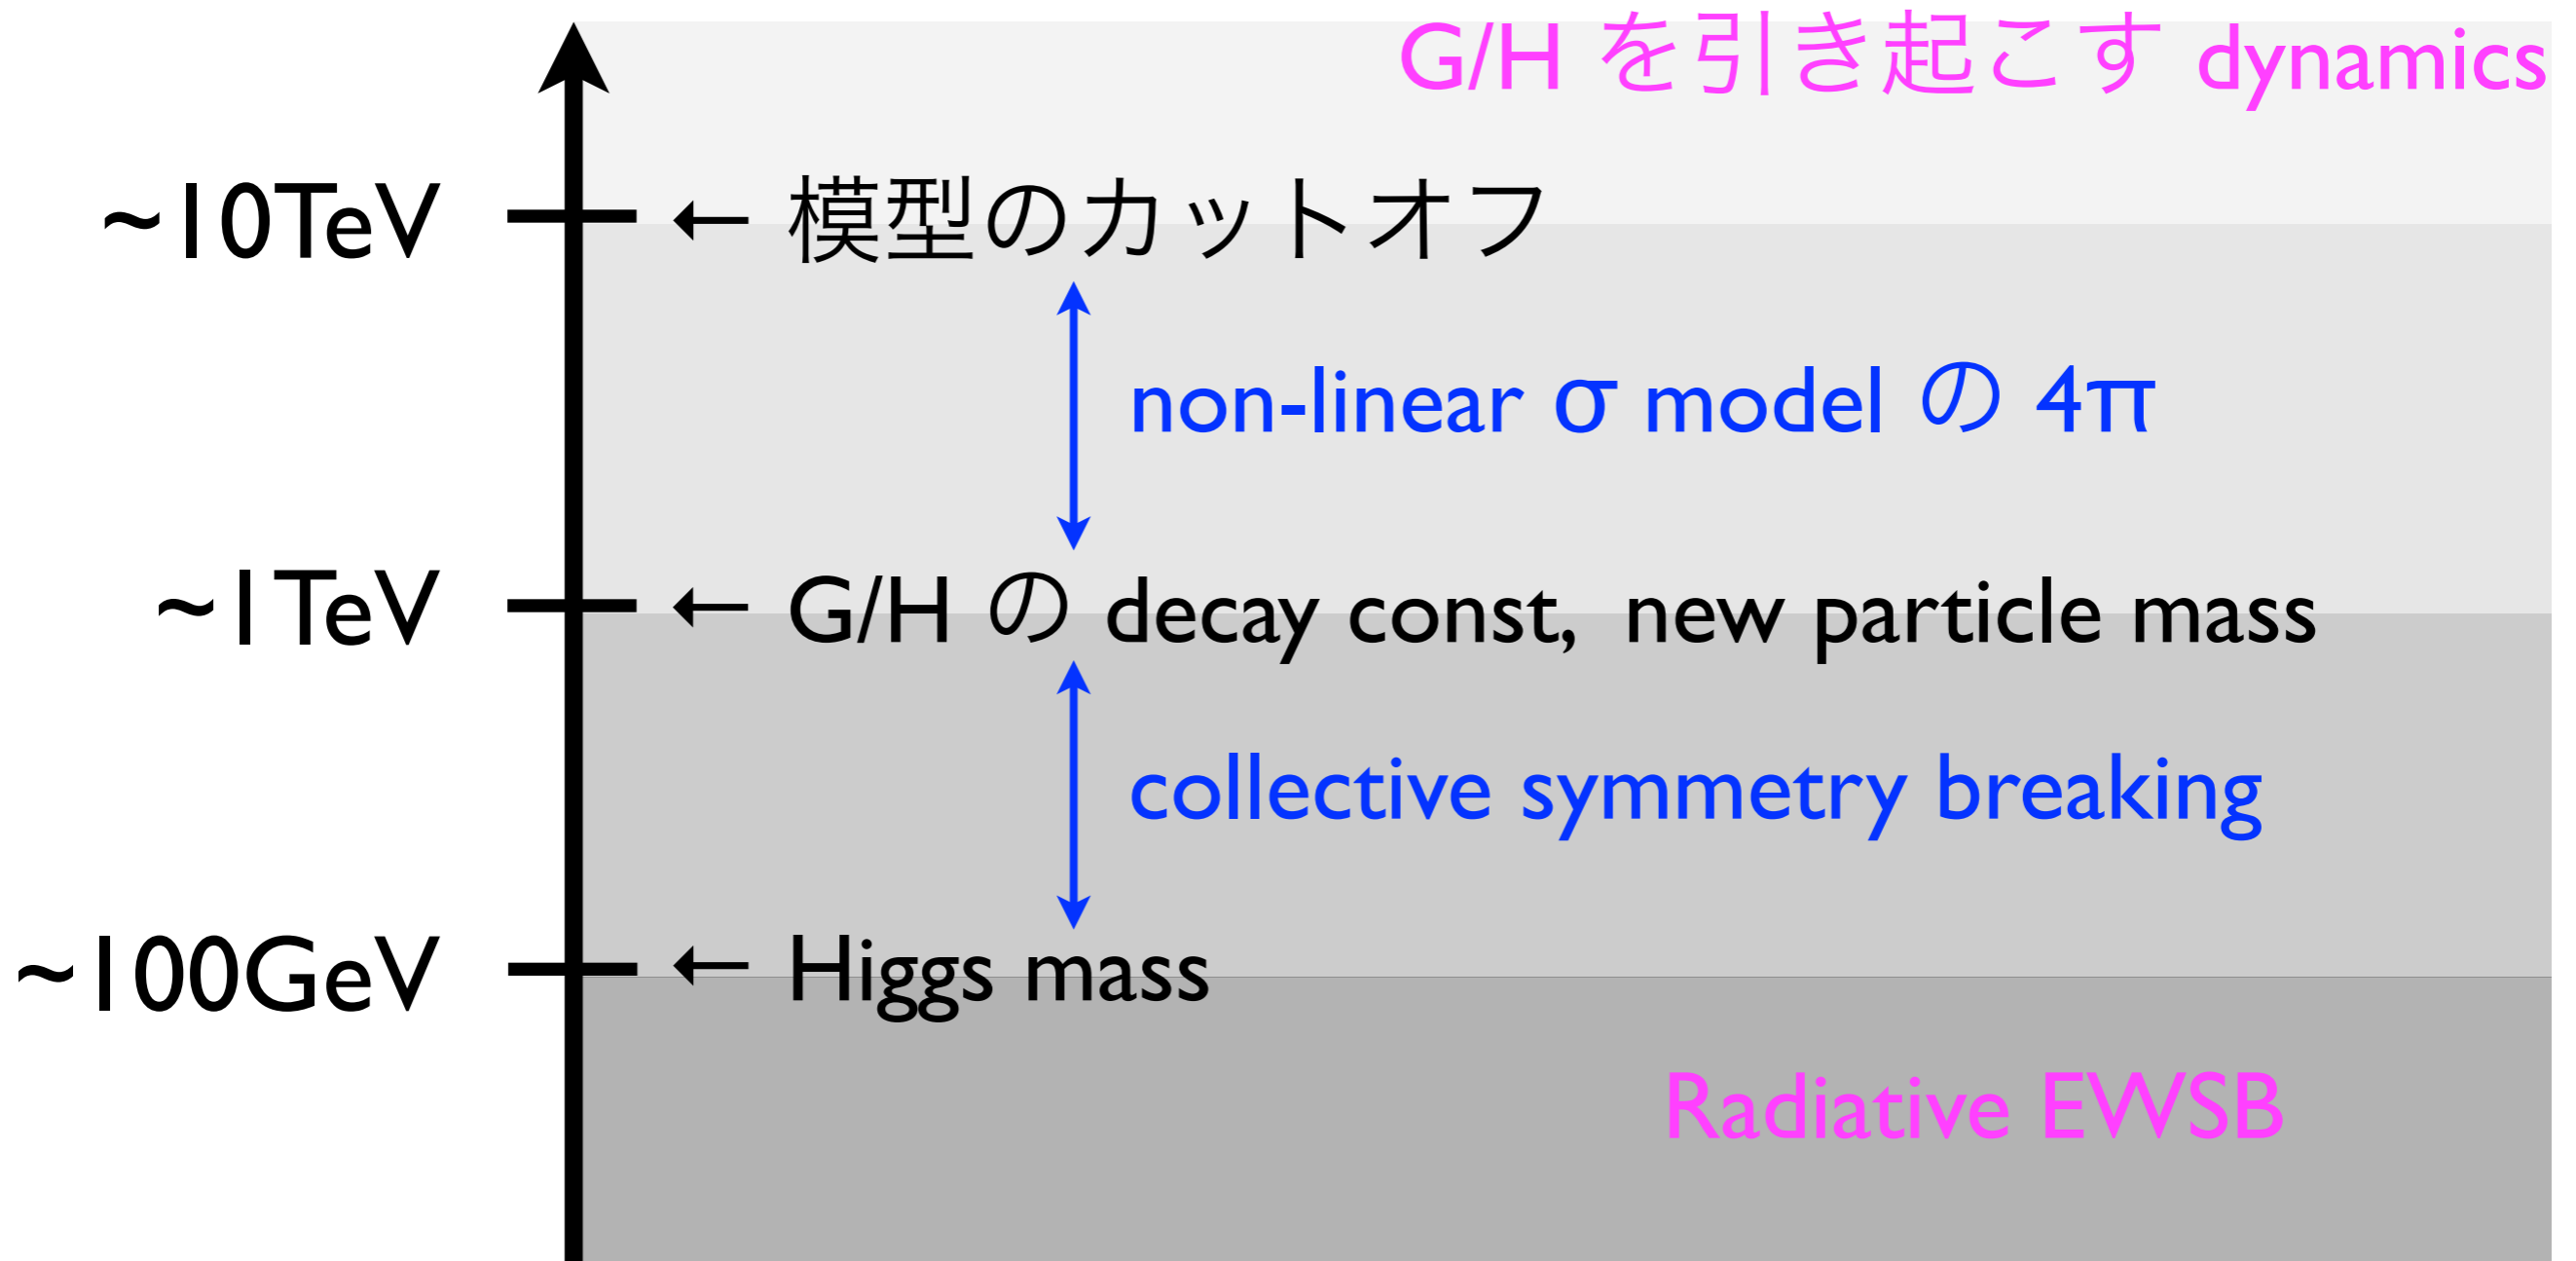 G/H を引き起こす dynamics
~10TeV ← 模型のカットオフ
non-linear σ model の 4π
~1TeV ← G/H の decay const, new particle mass
collective symmetry breaking
~100GeV ← Higgs mass
Radiative EWSB